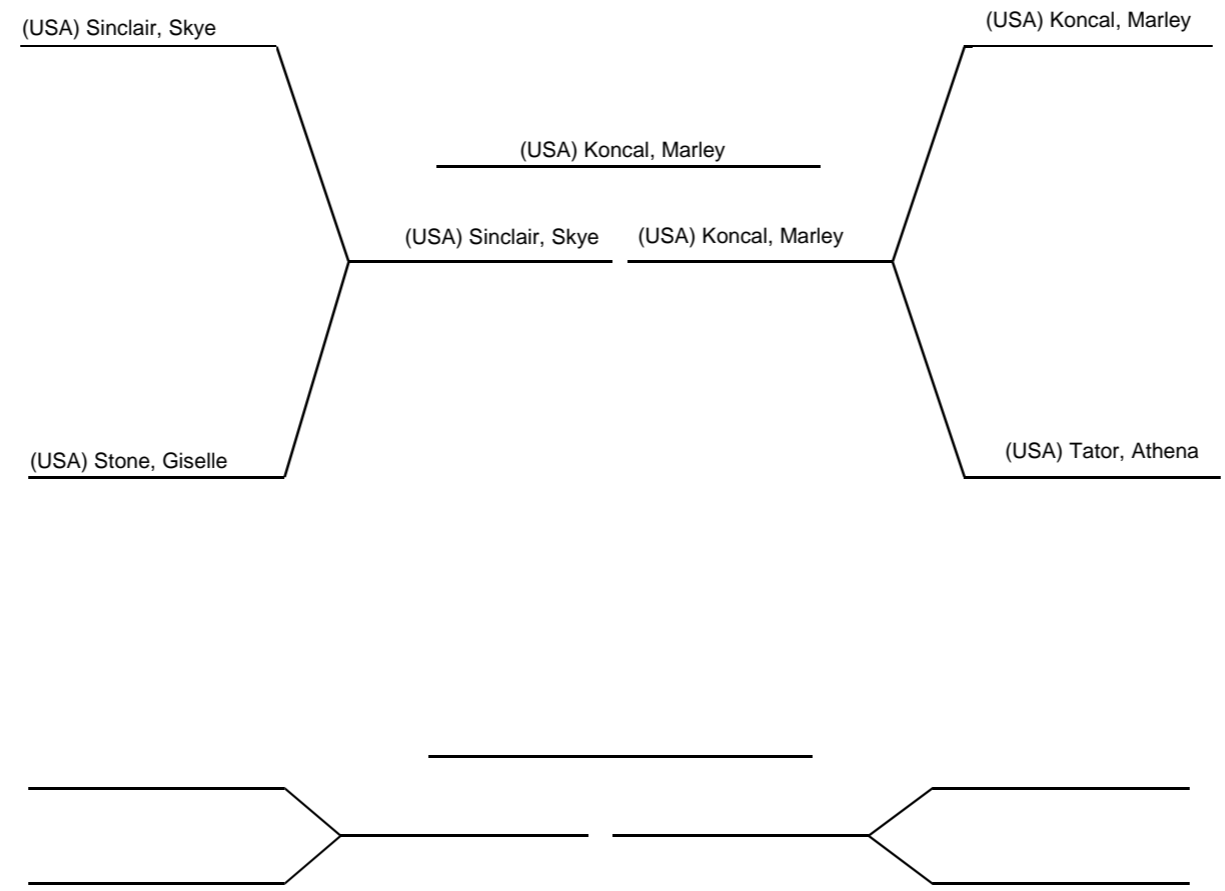 (USA) Sinclair, Skye
(USA) Koncal, Marley
(USA) Koncal, Marley
(USA) Sinclair, Skye
(USA) Koncal, Marley
(USA) Stone, Giselle
(USA) Tator, Athena